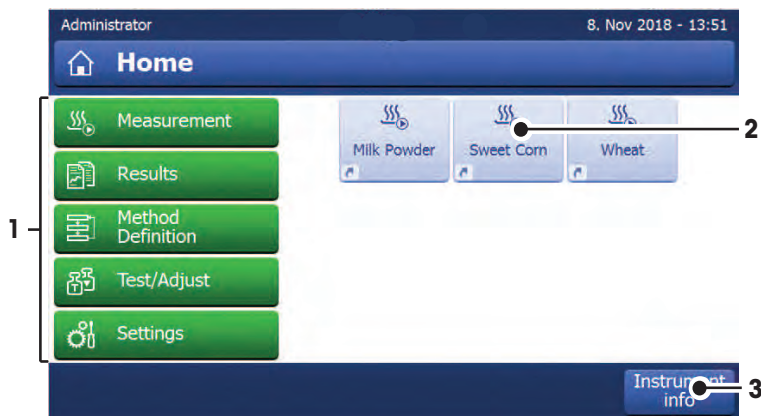 Administrator
8. Nov 2018 - 13:51
Home
1
Measurement
Results
Method
Definition
Test/Adjust
Settings
Milk Powder
Sweet Corn
Wheat
2
Instrument
info
3